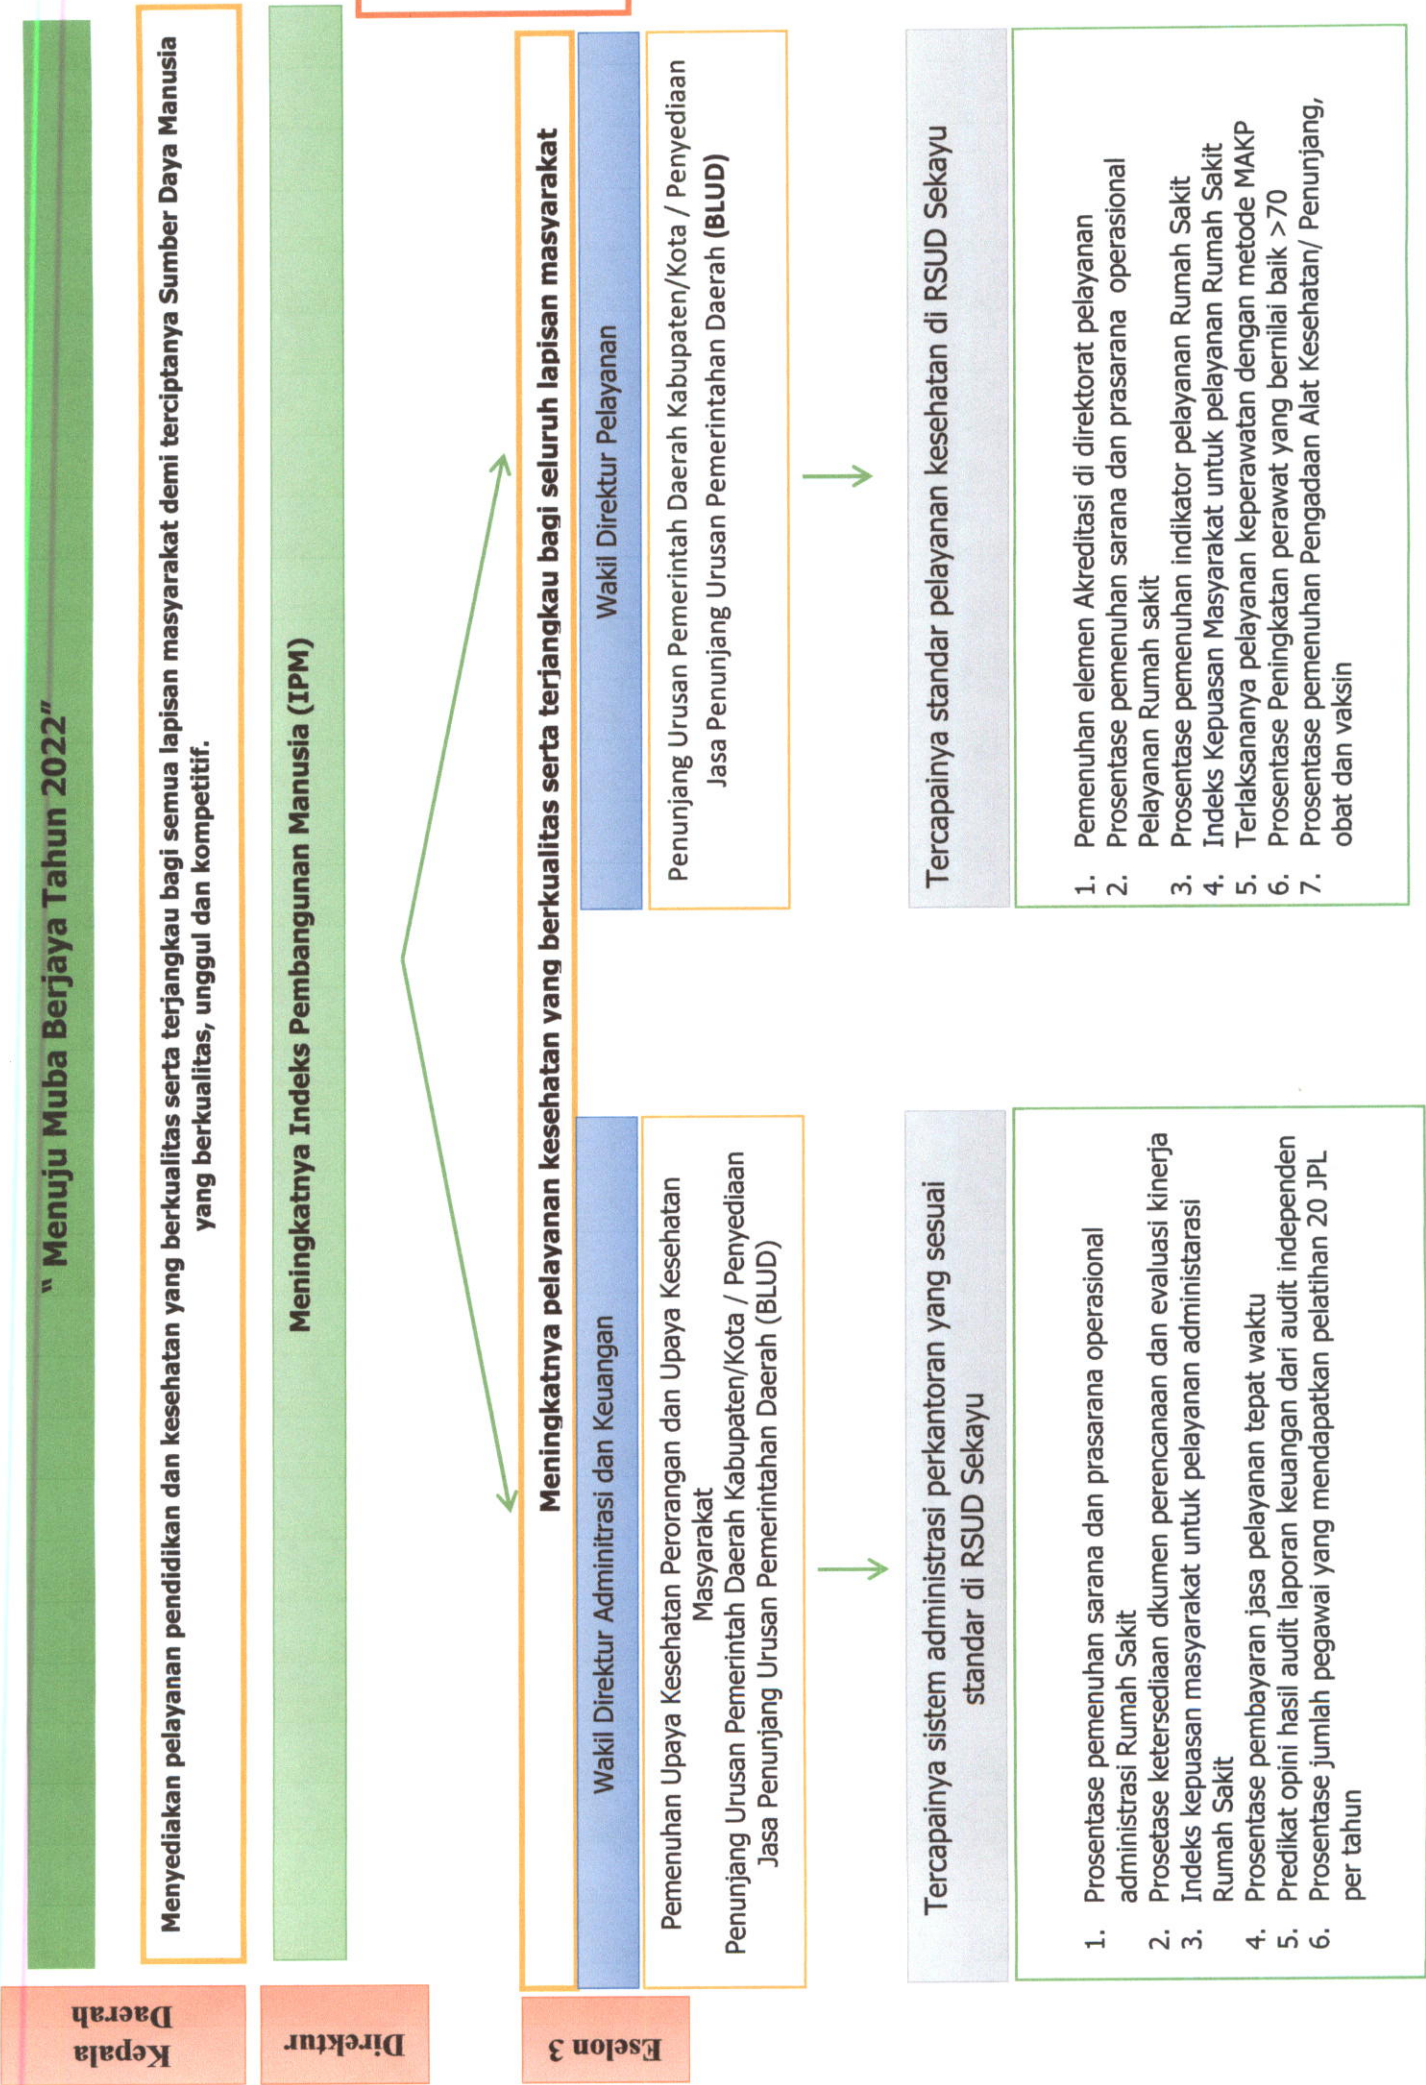 “ Menuju Muba Berjaya Tahun 2022”
Kepala
Daerah
Menyediakan pelayanan pendidikan dan kesehatan yang berkualitas serta terjangkau bagi semua lapisan masyarakat demi terciptanya Sumber Daya Manusia
yang berkualitas, unggul dan kompetitif.
Direktur
Meningkatnya Indeks Pembangunan Manusia (IPM)
Eselon 3
Meningkatnya pelayanan kesehatan yang berkualitas serta terjangkau bagi seluruh lapisan masyarakat
Wakil Direktur Adminitrasi dan Keuangan
Pemenuhan Upaya Kesehatan Perorangan dan Upaya Kesehatan
Masyarakat
Penunjang Urusan Pemerintah Daerah Kabupaten/Kota / Penyediaan
Jasa Penunjang Urusan Pemerintahan Daerah (BLUD)
Tercapainya sistem administrasi perkantoran yang sesuai
standar di RSUD Sekayu
1. Prosentase pemenuhan sarana dan prasarana operasional
administrasi Rumah Sakit
2. Prosetase ketersediaan dkumen perencanaan dan evaluasi kinerja
3. Indeks kepuasan masyarakat untuk pelayanan administarasi
Rumah Sakit
4. Prosentase pembayaran jasa pelayanan tepat waktu
5. Predikat opini hasil audit laporan keuangan dari audit independen
6. Prosentase jumlah pegawai yang mendapatkan pelatihan 20 JPL
per tahun
Wakil Direktur Pelayanan
Penunjang Urusan Pemerintah Daerah Kabupaten/Kota / Penyediaan
Jasa Penunjang Urusan Pemerintahan Daerah (BLUD)
Tercapainya standar pelayanan kesehatan di RSUD Sekayu
1. Pemenuhan elemen Akreditasi di direktorat pelayanan
2. Prosentase pemenuhan sarana dan prasarana operasional
Pelayanan Rumah sakit
3. Prosentase pemenuhan indikator pelayanan Rumah Sakit
4. Indeks Kepuasan Masyarakat untuk pelayanan Rumah Sakit
5. Terlaksananya pelayanan keperawatan dengan metode MAKP
6. Prosentase Peningkatan perawat yang bernilai baik >70
7. Prosentase pemenuhan Pengadaan Alat Kesehatan/ Penunjang,
obat dan vaksin